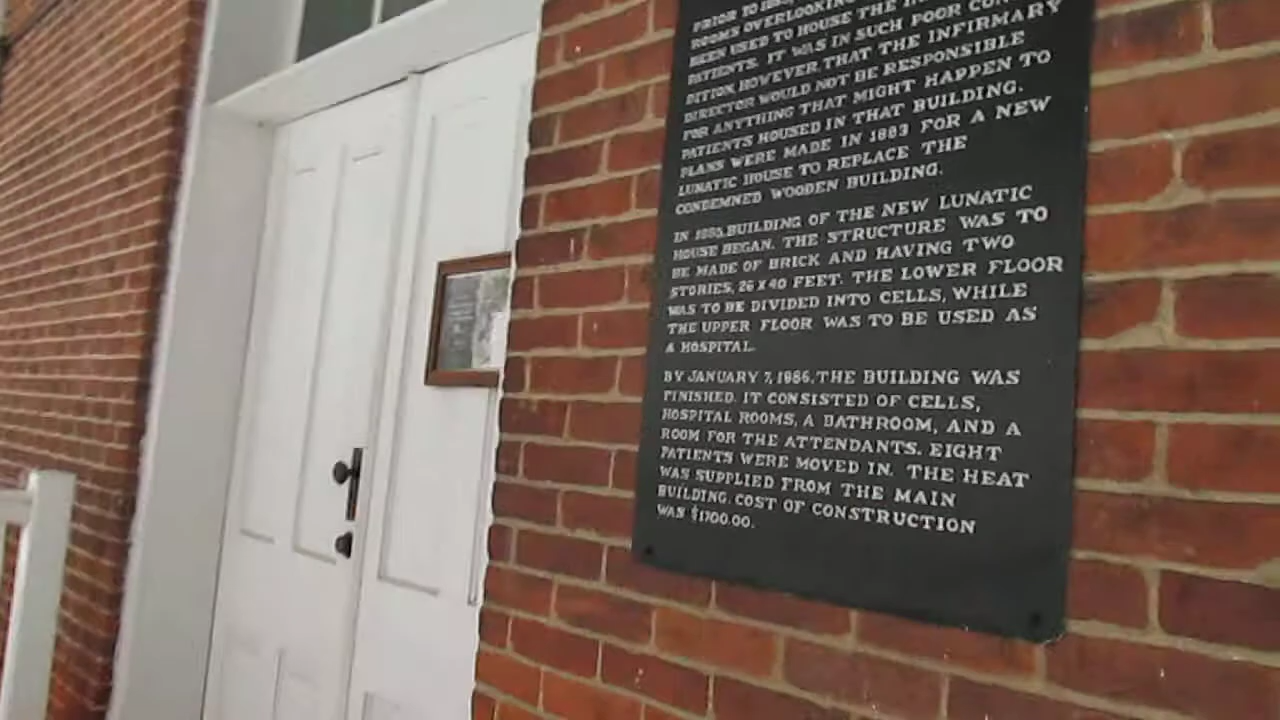 PRIOR TO 1885,
ROOMS OVERLOOKING
BEEN USED TO HOUSE THE
PATIENTS. IT WAS IN SUCH POOR CON-
DITION, HOWEVER, THAT THE INFIRMARY
DIRECTOR WOULD NOT BE RESPONSIBLE
FOR ANYTHING THAT MIGHT HAPPEN TO
PATIENTS HOUSED IN THAT BUILDING.
PLANS WERE MADE IN 1883 FOR A NEW
LUNATIC HOUSE TO REPLACE THE
CONDEMNED WOODEN BUILDING.
IN 1885, BUILDING OF THE NEW LUNATIC
HOUSE BEGAN. THE STRUCTURE WAS TO
BE MADE OF BRICK AND HAVING TWO
STORIES, 26 X 40 FEET. THE LOWER FLOOR
WAS TO BE DIVIDED INTO CELLS, WHILE
THE UPPER FLOOR WAS TO BE USED AS
A HOSPITAL.
BY JANUARY 7, 1886, THE BUILDING WAS
FINISHED. IT CONSISTED OF CELLS,
HOSPITAL ROOMS, A BATHROOM, AND A
ROOM FOR THE ATTENDANTS. EIGHT
PATIENTS WERE MOVED IN. THE HEAT
WAS SUPPLIED FROM THE MAIN
BUILDING. COST OF CONSTRUCTION
WAS $1700.00.